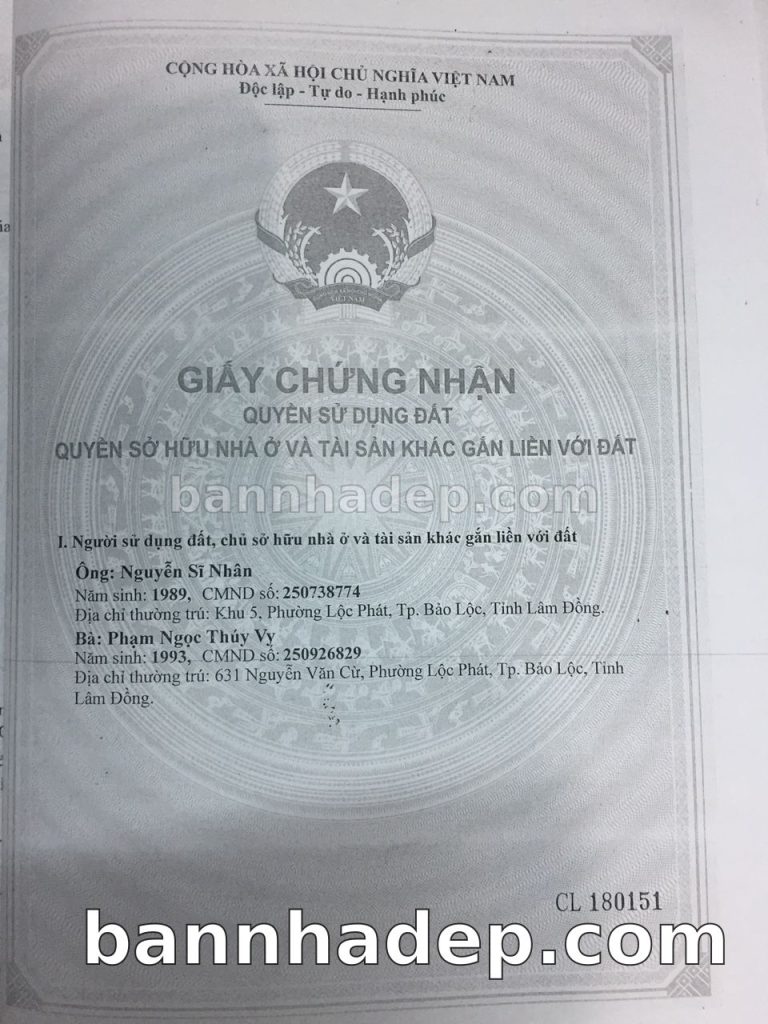 CỘNG HÒA XÃ HỘI CHỦ NGHĨA VIỆT NAM
Độc lập - Tự do - Hạnh phúc
VIỆT NAM
GIẤY CHỨNG NHẬN
QUYỀN SỬ DỤNG ĐẤT
QUYỀN SỞ HỮU NHÀ Ở VÀ TÀI SẢN KHÁC GẮN LIỀN VỚI ĐẤT
bannhadep.com
I. Người sử dụng đất, chủ sở hữu nhà ở và tài sản khác gắn liền với đất
Ông: Nguyễn Sĩ Nhân
Năm sinh: 1989, CMND số: 250738774
Địa chỉ thường trú: Khu 5, Phường Lộc Phát, Tp. Bảo Lộc, Tỉnh Lâm Đồng.
Bà: Phạm Ngọc Thúy Vy
Năm sinh: 1993, CMND số: 250926829
Địa chỉ thường trú: 631 Nguyễn Văn Cừ, Phường Lộc Phát, Tp. Bảo Lộc, Tỉnh
Lâm Đồng.
CL 180151
bannhadep.com